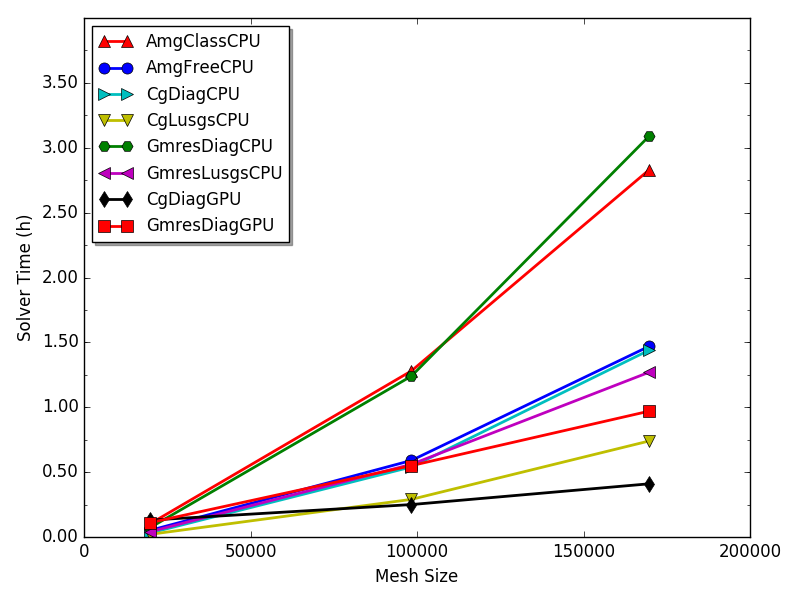 AmgClassCPU
AmgFreeCPU
CgDiagCPU
CgLusgsCPU
GmresDiagCPU
GmresLusgsCPU
CgDiagGPU
GmresDiagGPU
3.50
3.00
2.50
2.00
1.50
1.00
0.50
0.00
Solver Time (h)
0 50000 100000 150000 200000
Mesh Size